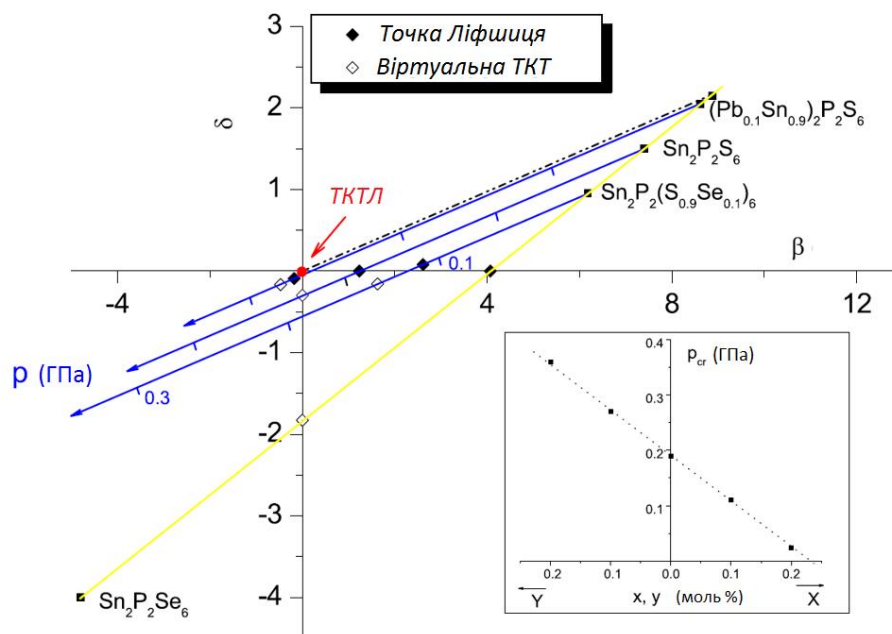 3
Точка Ліфшиця
Віртуальна ТКТ
2
δ
(Pb0.1Sn0.9)2P2S6
Sn2P2S6
1
ТКТЛ
Sn2P2(S0.9Se0.1)6
β
0.1
-4
4
8
12
-1
p (ГПа)
0.3
-2
-3
-4
Sn2P2Se6
0.4
pcr (ГПа)
0.3
0.2
0.1
0.2
0.1
0.0
0.1
0.2
Y
x, y (моль %)
X